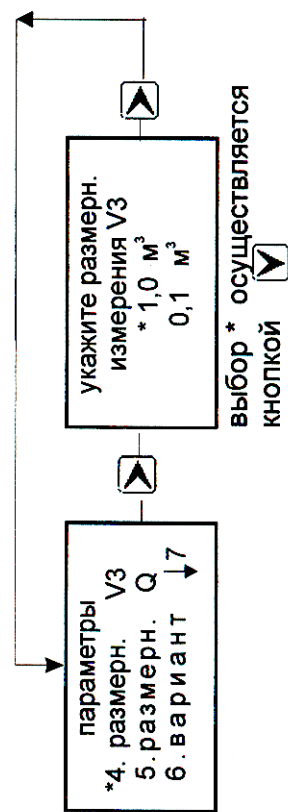 параметры
*4. размерн. V3
5. размерн. Q
6. вариант ↓7
укажите размерн.
измерения V3
* 1,0 м³
0,1 м³
выбор * осуществляется
кнопкой